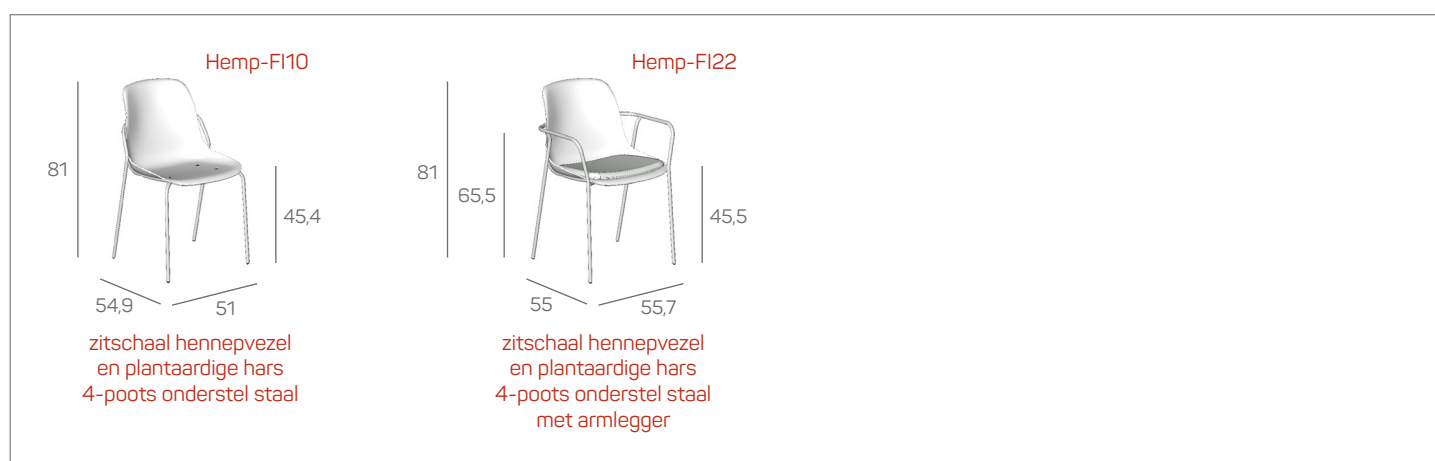 Hemp-FI10
81
45,4
54,9
51
zitschaal hennepvezel
en plantaardige hars
4-poots onderstel staal
Hemp-FI22
81
65,5
45,5
55
55,7
zitschaal hennepvezel
en plantaardige hars
4-poots onderstel staal
met armlegger